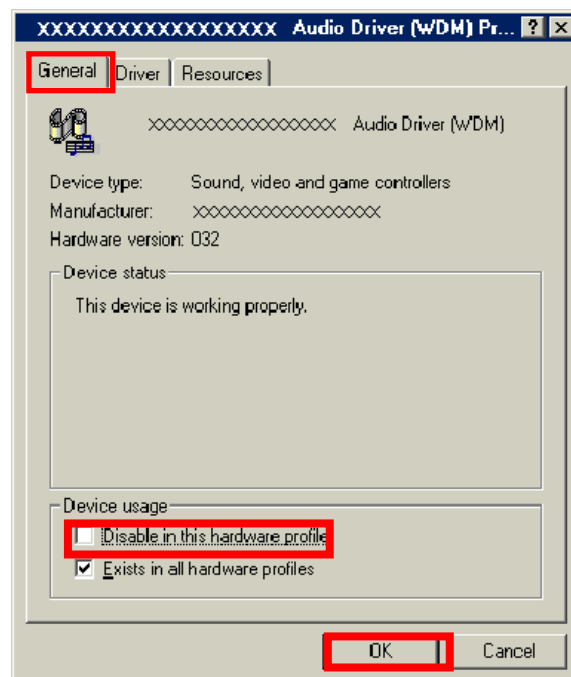 XXXXXXXXXXXXXXXXXX Audio Driver (WDM) Pr... ? X
General Driver Resources
XXXXXXXXXXXXXXXXXX Audio Driver (WDM)
Device type: Sound, video and game controllers
Manufacturer: XXXXXXXXXXXXXXXXXX
Hardware version: 032
Device status
This device is working properly.
Device usage
Disable in this hardware profile
Exists in all hardware profiles
OK Cancel